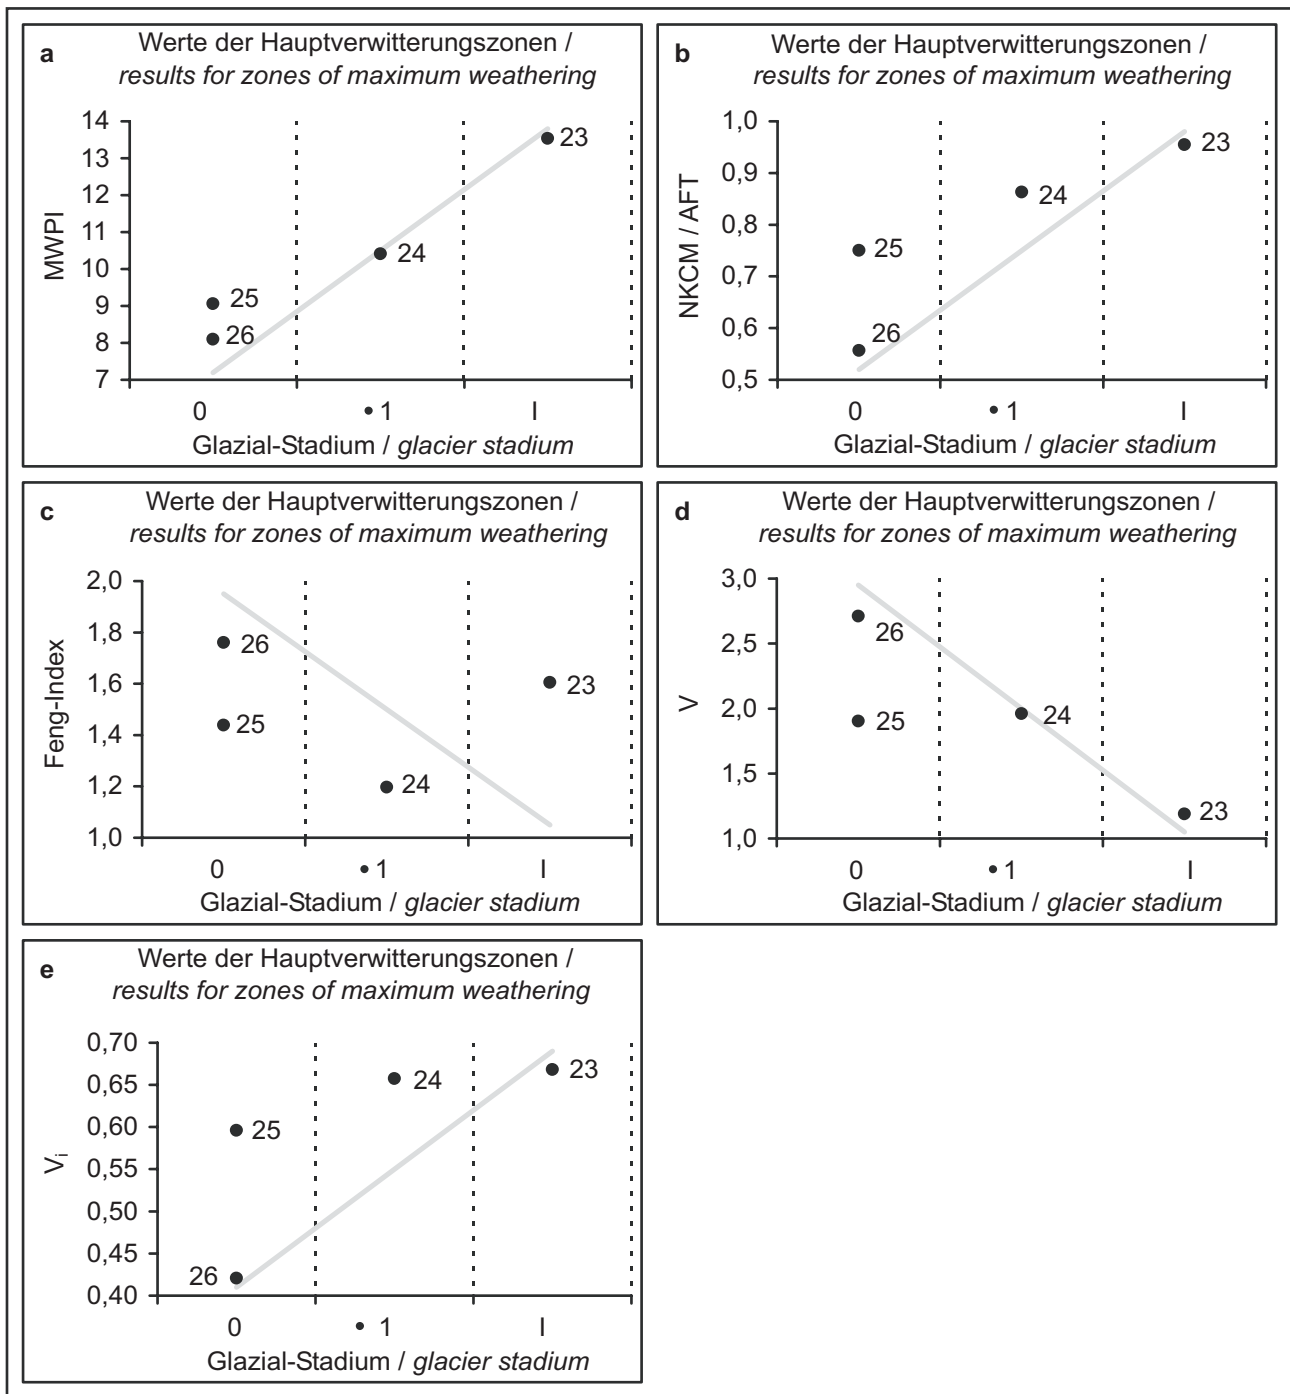 a
Werte der Hauptverwitterungszonen /
results for zones of maximum weathering
14
13
12
11
10
9
8
7
MWPI
23
24
25
26
0
• 1
I
Glazial-Stadium / glacier stadium
b
Werte der Hauptverwitterungszonen /
results for zones of maximum weathering
1,0
0,9
0,8
0,7
0,6
0,5
NKCM / AFT
23
24
25
26
0
• 1
I
Glazial-Stadium / glacier stadium
c
Werte der Hauptverwitterungszonen /
results for zones of maximum weathering
2,0
1,8
1,6
1,4
1,2
1,0
Feng-Index
26
23
25
24
0
• 1
I
Glazial-Stadium / glacier stadium
d
Werte der Hauptverwitterungszonen /
results for zones of maximum weathering
3,0
2,5
2,0
1,5
1,0
V
26
25
24
23
0
• 1
I
Glazial-Stadium / glacier stadium
e
Werte der Hauptverwitterungszonen /
results for zones of maximum weathering
0,70
0,65
0,60
0,55
0,50
0,45
0,40
Vi
23
24
25
26
0
• 1
I
Glazial-Stadium / glacier stadium